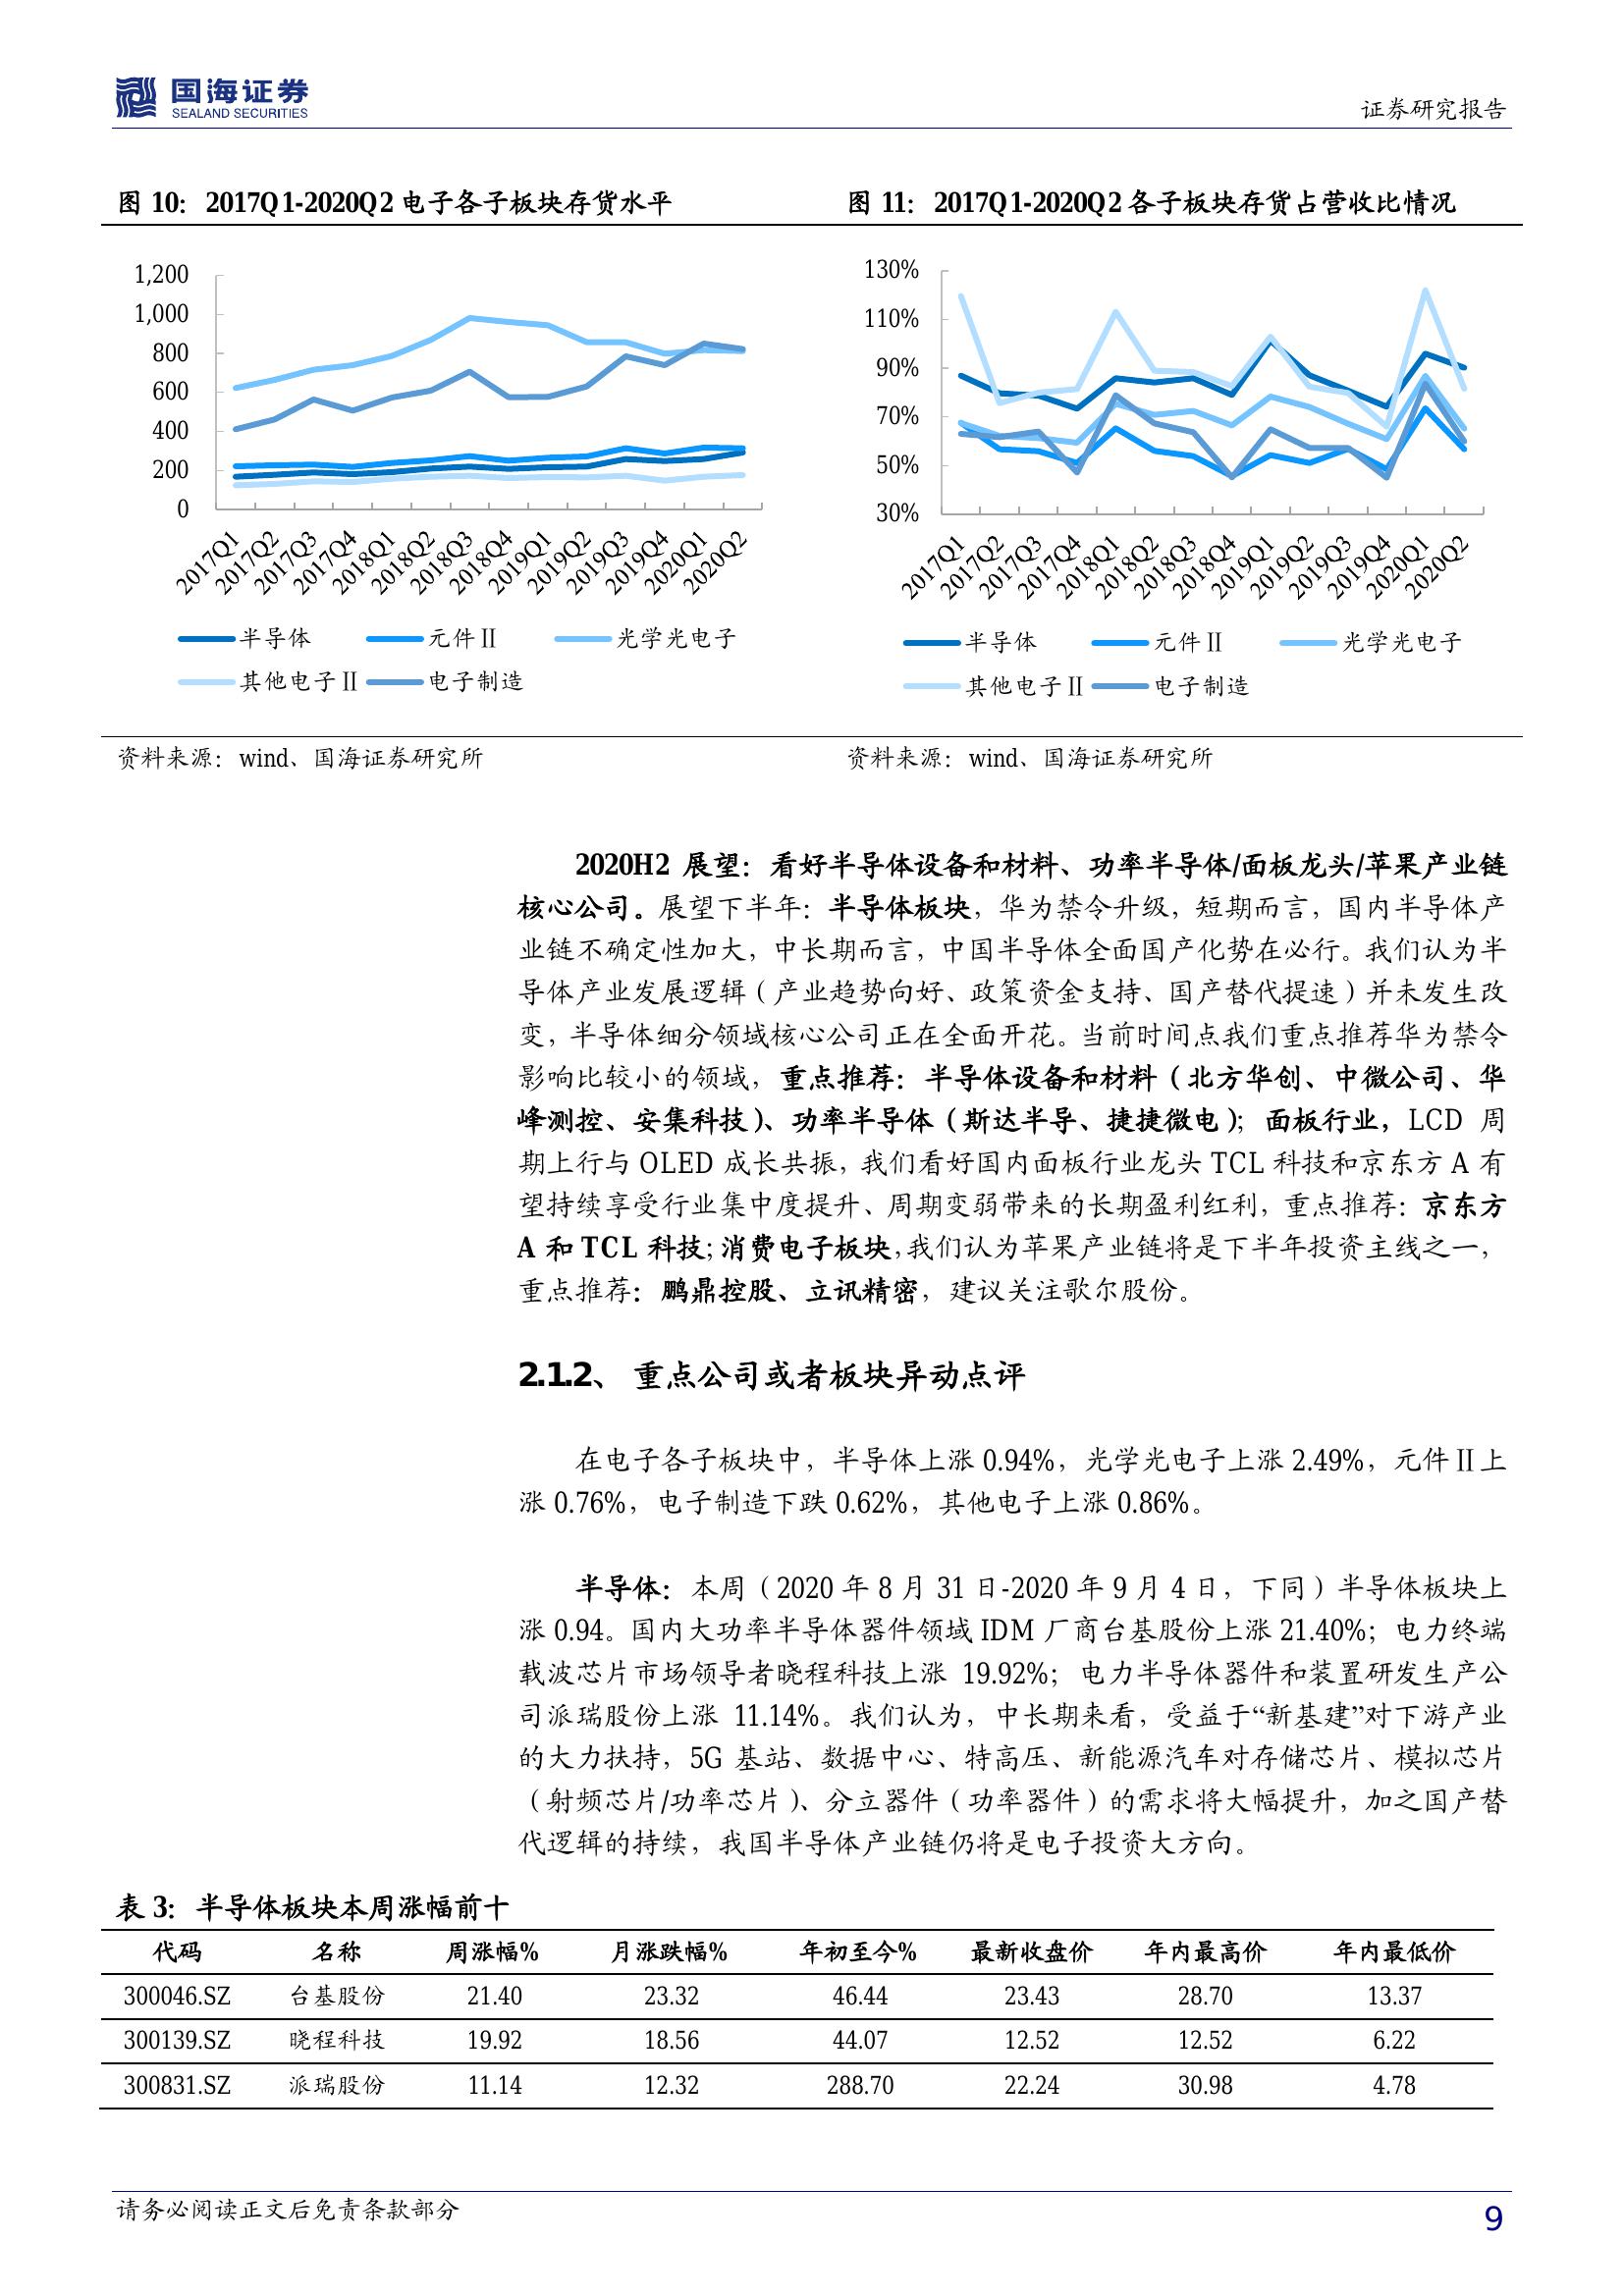 国海证券
SEALAND SECURITIES
证券研究报告
图 10：2017Q1-2020Q2 电子各子板块存货水平
图 11：2017Q1-2020Q2 各子板块存货占营收比情况
1,200
1,000
800
600
400
200
0
2017Q1
2017Q2
2017Q3
2017Q4
2018Q1
2018Q2
2018Q3
2018Q4
2019Q1
2019Q2
2019Q3
2019Q4
2020Q1
2020Q2
半导体 元件Ⅱ 光学光电子
其他电子Ⅱ 电子制造
130%
110%
90%
70%
50%
30%
2017Q1
2017Q2
2017Q3
2017Q4
2018Q1
2018Q2
2018Q3
2018Q4
2019Q1
2019Q2
2019Q3
2019Q4
2020Q1
2020Q2
半导体 元件Ⅱ 光学光电子
其他电子Ⅱ 电子制造
资料来源：wind、国海证券研究所
资料来源：wind、国海证券研究所
2020H2 展望：看好半导体设备和材料、功率半导体/面板龙头/苹果产业链
核心公司。展望下半年：半导体板块，华为禁令升级，短期而言，国内半导体产
业链不确定性加大，中长期而言，中国半导体全面国产化势在必行。我们认为半
导体产业发展逻辑（产业趋势向好、政策资金支持、国产替代提速）并未发生改
变，半导体细分领域核心公司正在全面开花。当前时间点我们重点推荐华为禁令
影响比较小的领域，重点推荐：半导体设备和材料（北方华创、中微公司、华
峰测控、安集科技）、功率半导体（斯达半导、捷捷微电）；面板行业，LCD 周
期上行与 OLED 成长共振，我们看好国内面板行业龙头 TCL 科技和京东方 A 有
望持续享受行业集中度提升、周期变弱带来的长期盈利红利，重点推荐：京东方
A 和 TCL 科技；消费电子板块，我们认为苹果产业链将是下半年投资主线之一，
重点推荐：鹏鼎控股、立讯精密，建议关注歌尔股份。
2.1.2、 重点公司或者板块异动点评
在电子各子板块中，半导体上涨 0.94%，光学光电子上涨 2.49%，元件Ⅱ上
涨 0.76%，电子制造下跌 0.62%，其他电子上涨 0.86%。
半导体：本周（2020 年 8 月 31 日-2020 年 9 月 4 日，下同）半导体板块上
涨 0.94。国内大功率半导体器件领域 IDM 厂商台基股份上涨 21.40%；电力终端
载波芯片市场领导者晓程科技上涨 19.92%；电力半导体器件和装置研发生产公
司派瑞股份上涨 11.14%。我们认为，中长期来看，受益于“新基建”对下游产业
的大力扶持，5G 基站、数据中心、特高压、新能源汽车对存储芯片、模拟芯片
（射频芯片/功率芯片）、分立器件（功率器件）的需求将大幅提升，加之国产替
代逻辑的持续，我国半导体产业链仍将是电子投资大方向。
表 3：半导体板块本周涨幅前十
代码 名称 周涨幅% 月涨跌幅% 年初至今% 最新收盘价 年内最高价 年内最低价
300046.SZ 台基股份 21.40 23.32 46.44 23.43 28.70 13.37
300139.SZ 晓程科技 19.92 18.56 44.07 12.52 12.52 6.22
300831.SZ 派瑞股份 11.14 12.32 288.70 22.24 30.98 4.78
请务必阅读正文后免责条款部分
9